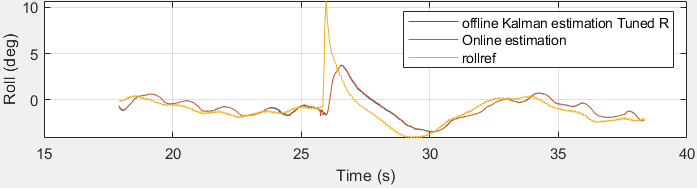 10
5
0
Roll (deg)
offline Kalman estimation Tuned R
Online estimation
rollref
15 20 25 30 35 40
Time (s)